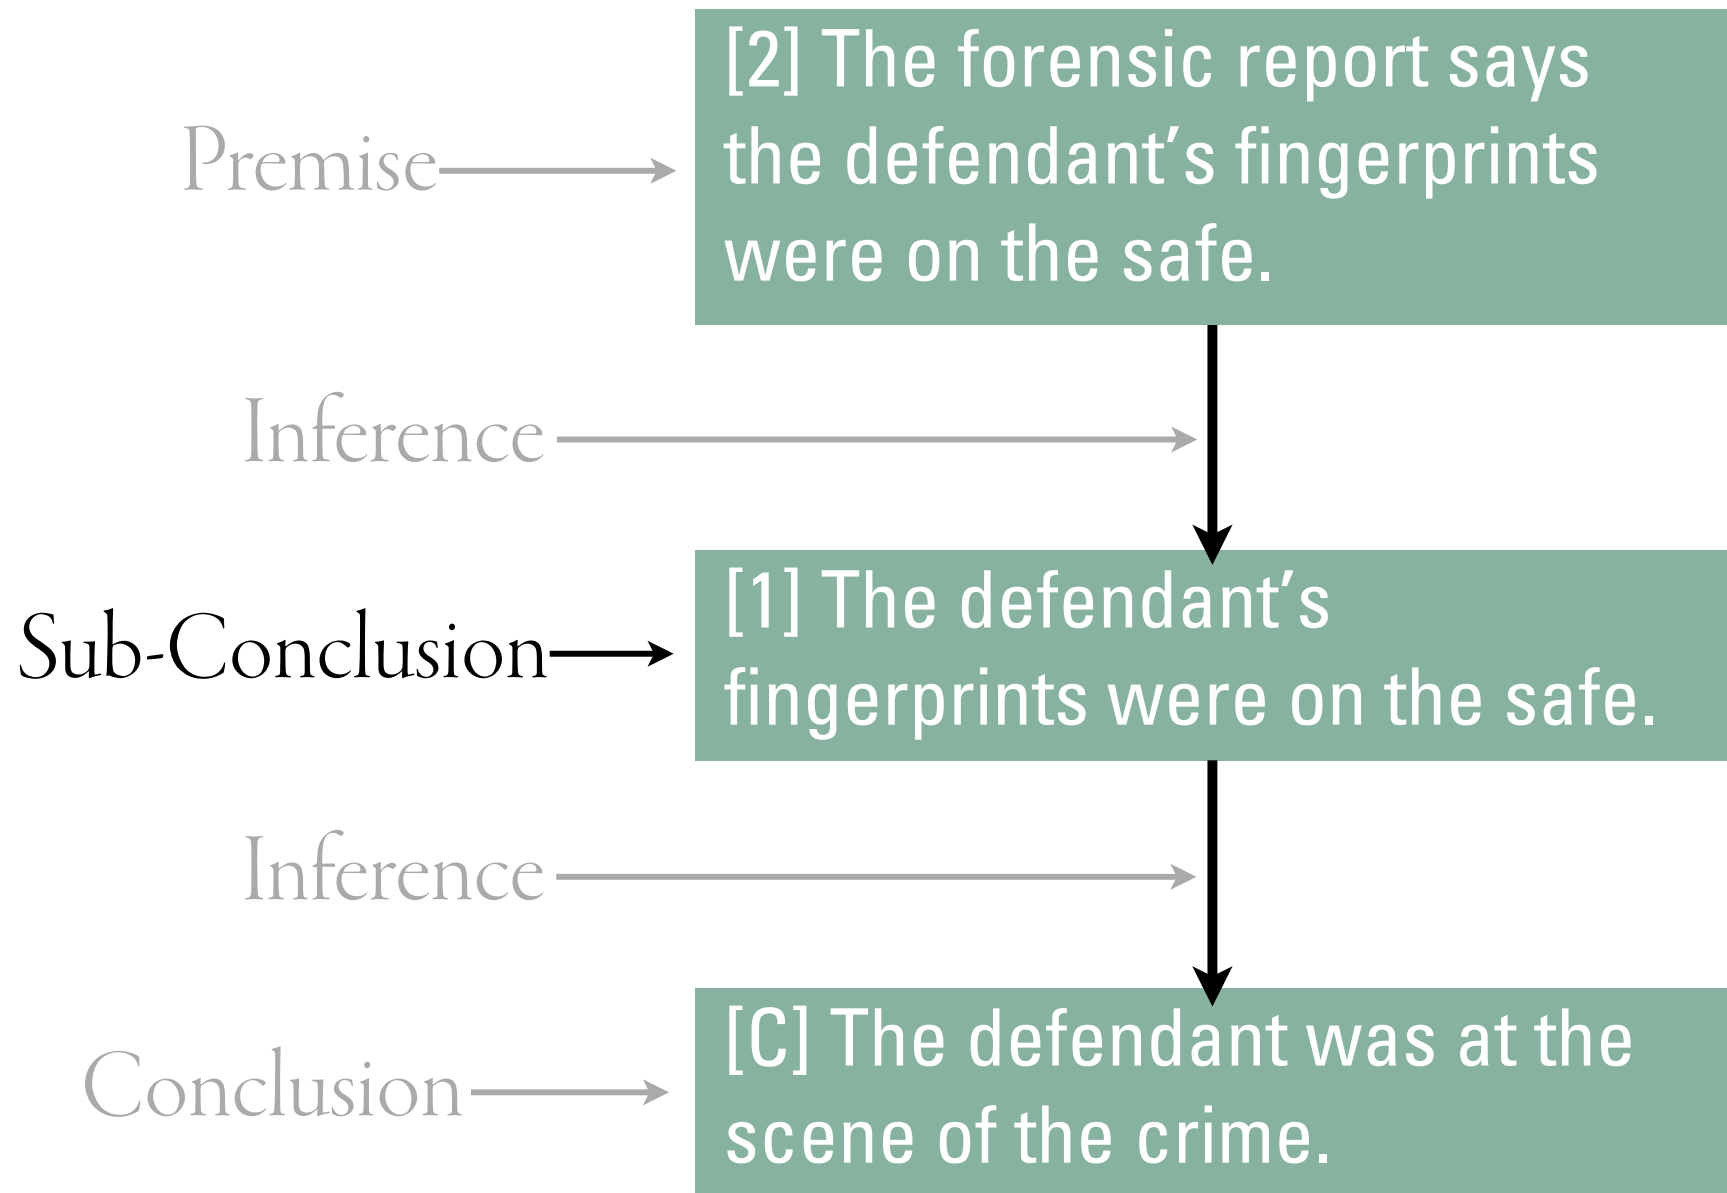 Premise
[2] The forensic report says
the defendant’s fingerprints
were on the safe.
Inference
Sub-Conclusion
[1] The defendant’s
fingerprints were on the safe.
Inference
Conclusion
[C] The defendant was at the
scene of the crime.